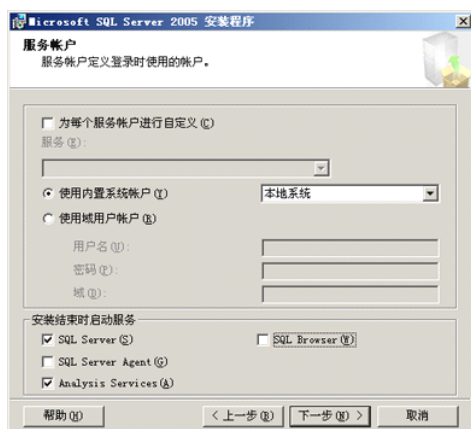 Microsoft SQL Server 2005 安装程序
服务帐户
服务帐户定义登录时使用的帐户。
为每个服务帐户进行自定义(C)
服务(E):
使用内置系统帐户(Y)
本地系统
使用域用户帐户(R)
用户名(U):
密码(P):
域(D):
安装结束时启动服务
SQL Server(S)
SQL Browser(W)
SQL Server Agent(G)
Analysis Services(A)
帮助(H)
< 上一步(B)
下一步(N) >
取消